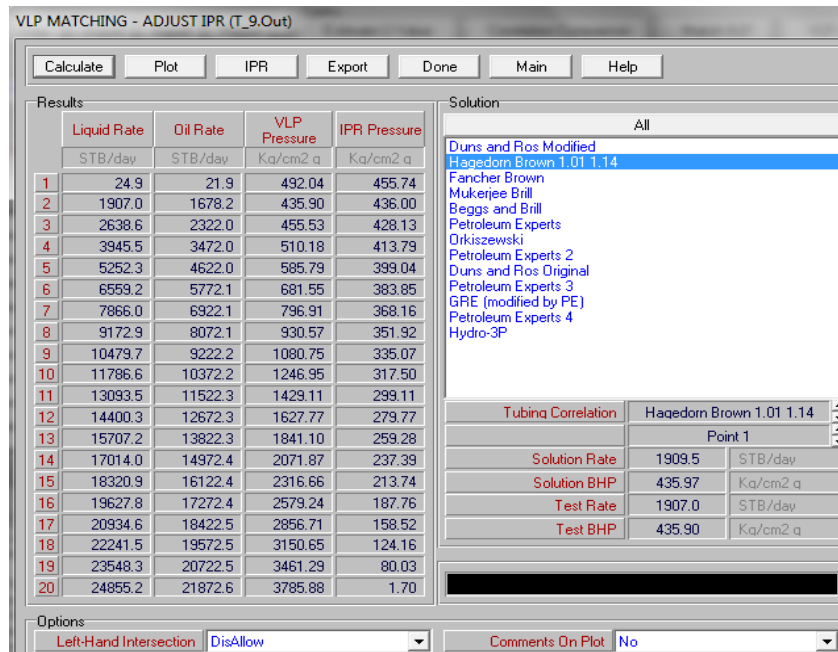 VLP MATCHING - ADJUST IPR (T_9.Out)
Calculate Plot IPR Export Done Main Help
Results
Liquid Rate Oil Rate VLP Pressure IPR Pressure
STB/day STB/day Kg/cm2 g Kg/cm2 g
1 24.9 21.9 492.04 455.74
2 1907.0 1678.2 435.90 436.00
3 2638.6 2322.0 455.53 428.13
4 3945.5 3472.0 510.18 413.79
5 5252.3 4622.0 585.79 399.04
6 6559.2 5772.1 681.55 383.85
7 7866.0 6922.1 796.91 368.16
8 9172.9 8072.1 930.57 351.92
9 10479.7 9222.2 1080.75 335.07
10 11786.6 10372.2 1246.95 317.50
11 13093.5 11522.3 1429.11 299.11
12 14400.3 12672.3 1627.77 279.77
13 15707.2 13822.3 1841.10 259.28
14 17014.0 14972.4 2071.87 237.39
15 18320.9 16122.4 2316.66 213.74
16 19627.8 17272.4 2579.24 187.76
17 20934.6 18422.5 2856.71 158.52
18 22241.5 19572.5 3150.65 124.16
19 23548.3 20722.5 3461.29 80.03
20 24855.2 21872.6 3785.88 1.70
Solution
All
Duns and Ros Modified
Hagedorn Brown 1.01 1.14
Fancher Brown
Mukerjee Brill
Beggs and Brill
Petroleum Experts
Orkiszewski
Petroleum Experts 2
Duns and Ros Original
Petroleum Experts 3
GRE (modified by PE)
Petroleum Experts 4
Hydro-3P
Tubing Correlation Hagedorn Brown 1.01 1.14
Point 1
Solution Rate 1909.5 STB/day
Solution BHP 435.97 Kg/cm2 g
Test Rate 1907.0 STB/day
Test BHP 435.90 Kg/cm2 g
Options
Left-Hand Intersection DisAllow
Comments On Plot No